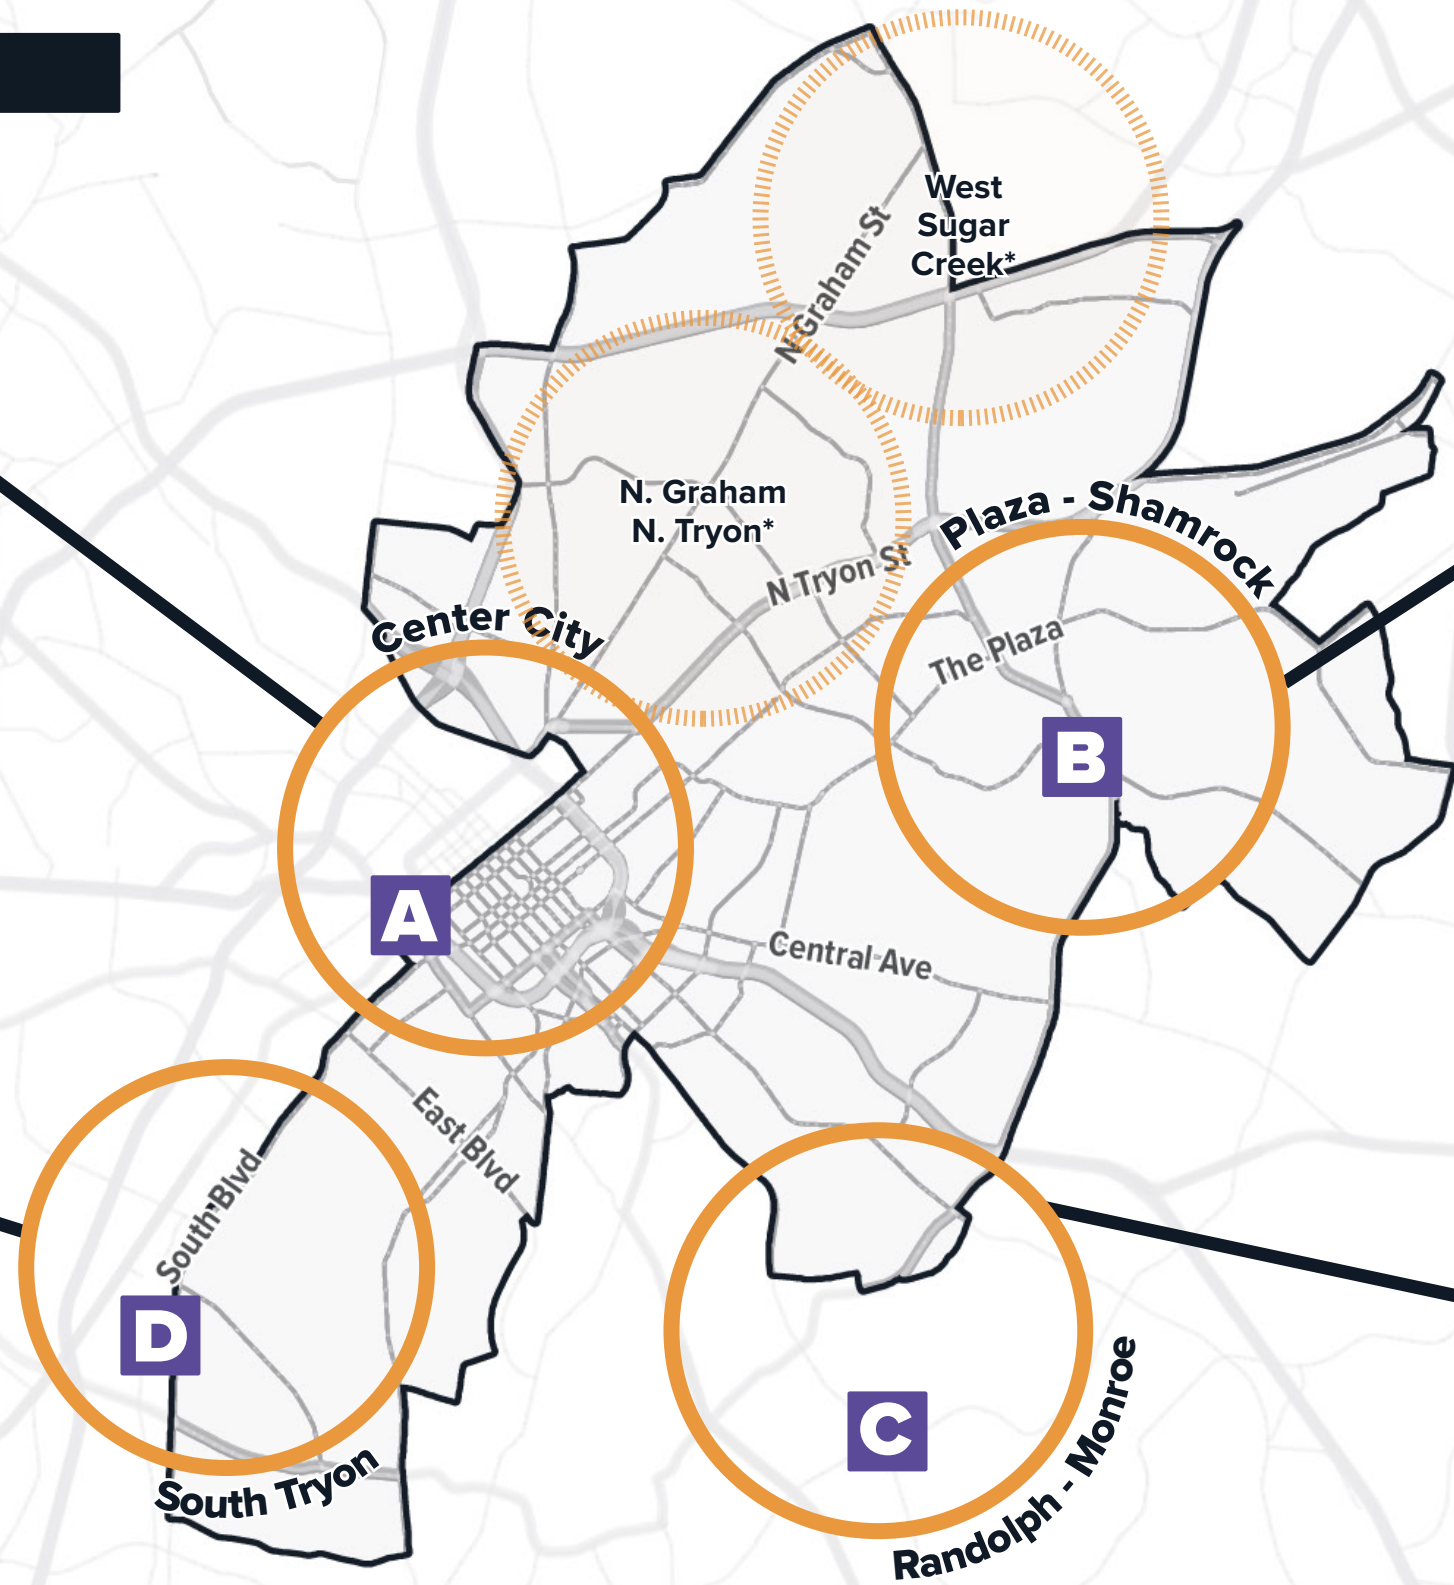 West
Sugar
Creek*
N Graham St
N. Graham
N. Tryon*
Plaza - Shamrock
N Tryon St
Center City
The Plaza
B
A
Central Ave
East Blvd
South Blvd
D
C
Randolph - Monroe
South Tryon